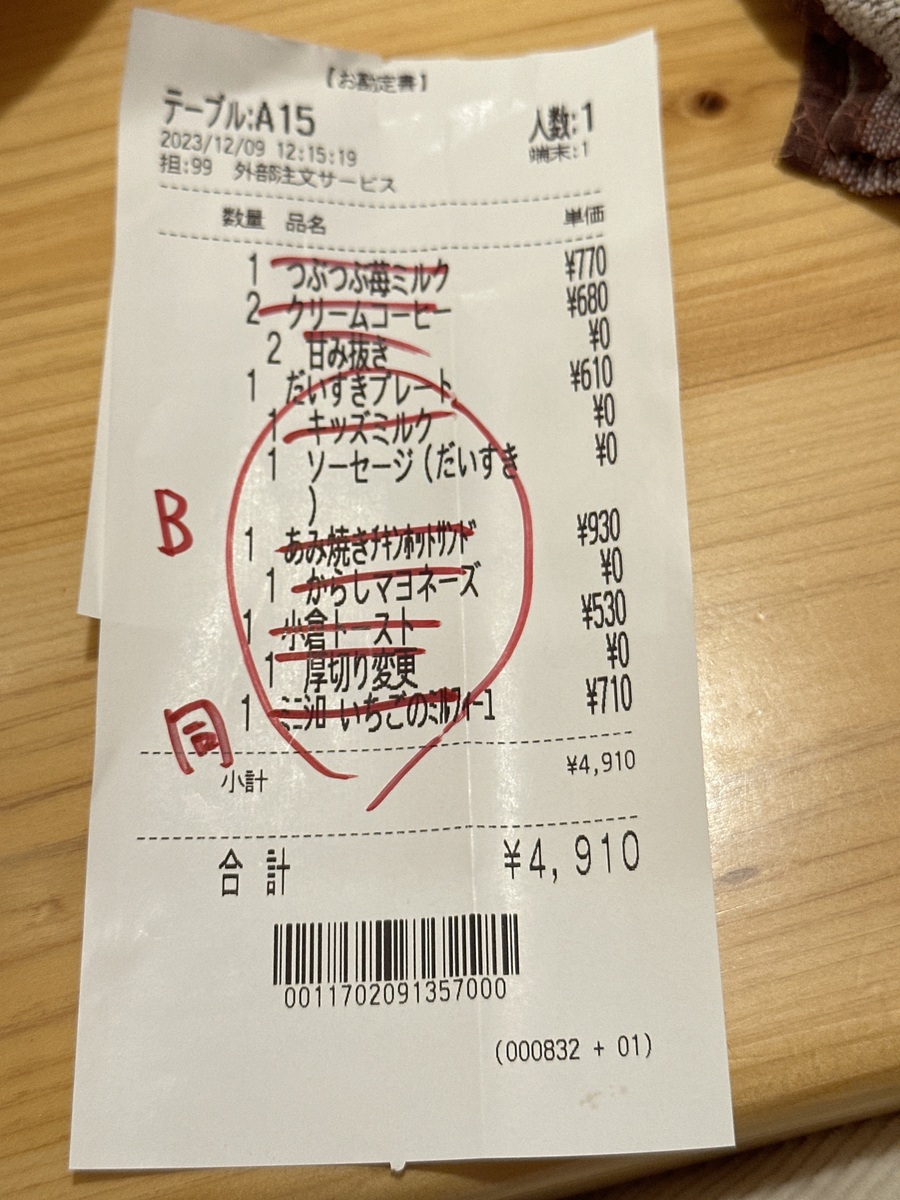 【お勘定書】
テーブル:A15 人数:1
2023/12/09 12:15:19 端末:1
担:99 外部注文サービス
数量 品名 単価
1 つぶつぶ苺ミルク ¥770
2 クリームコーヒー ¥680
2 甘み抜き ¥0
1 だいすきプレート ¥610
1 キッズミルク ¥0
1 ソーセージ(だいすき ¥0
)
B
1 あみ焼きチキンホットサンド ¥930
1 からしマヨネーズ ¥0
1 小倉トースト ¥530
1 厚切り変更 ¥0
同
1 ミニシロ いちごのミルフィーユ ¥710
小計 ¥4,910
合計 ¥4,910
0011702091357000
(000832 + 01)